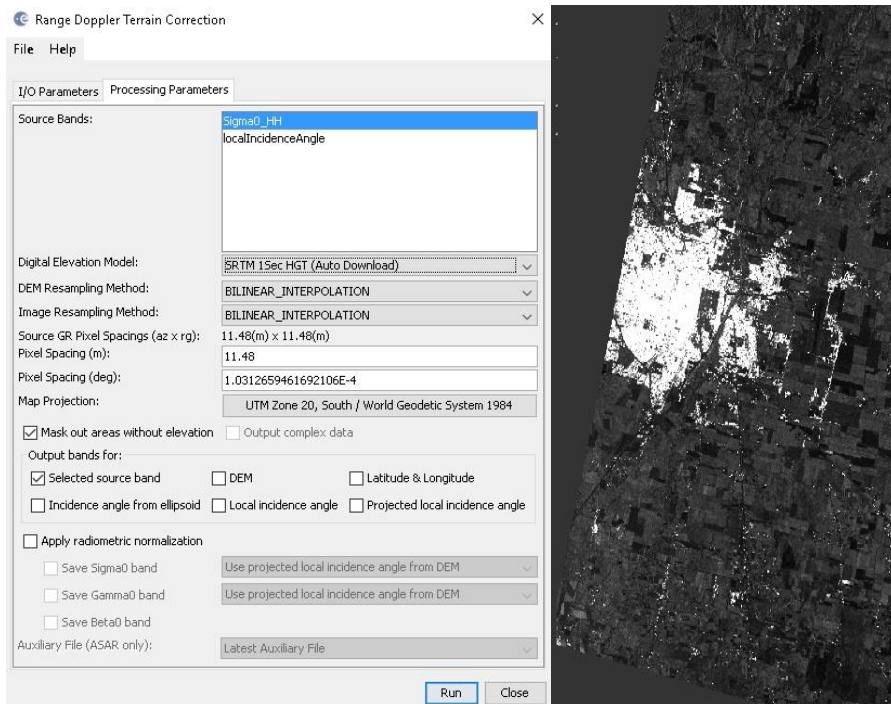 Range Doppler Terrain Correction
File Help
I/O Parameters Processing Parameters
Source Bands:
Sigma0_HH
localIncidenceAngle
Digital Elevation Model: SRTM 1Sec HGT (Auto Download)
DEM Resampling Method: BILINEAR_INTERPOLATION
Image Resampling Method: BILINEAR_INTERPOLATION
Source GR Pixel Spacings (az x rg): 11.48(m) x 11.48(m)
Pixel Spacing (m): 11.48
Pixel Spacing (deg): 1.0312659461692106E-4
Map Projection: UTM Zone 20, South / World Geodetic System 1984
Mask out areas without elevation Output complex data
Output bands for:
Selected source band DEM Latitude & Longitude
Incidence angle from ellipsoid Local incidence angle Projected local incidence angle
Apply radiometric normalization
Save Sigma0 band Use projected local incidence angle from DEM
Save Gamma0 band Use projected local incidence angle from DEM
Save Beta0 band
Auxiliary File (ASAR only): Latest Auxiliary File
Run Close